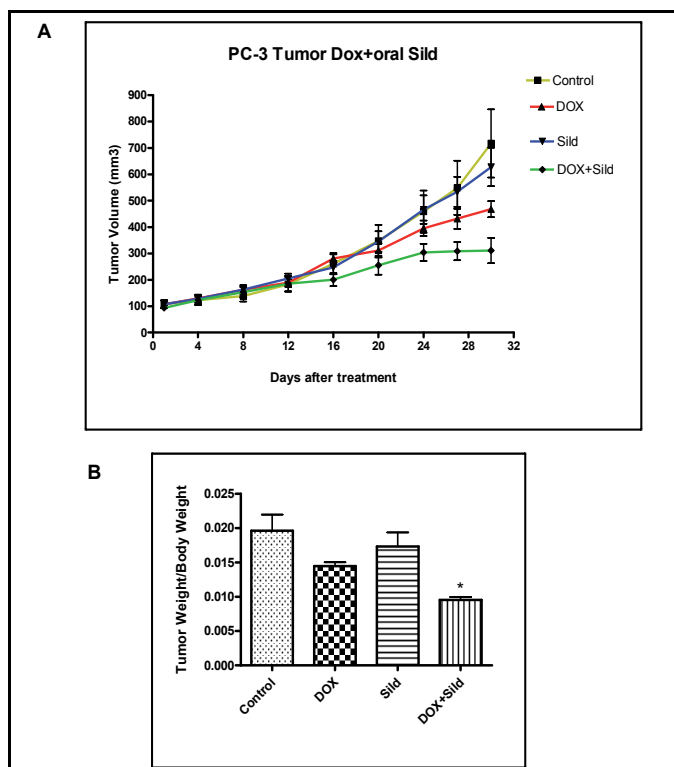 A
PC-3 Tumor Dox+oral Sild
Control
DOX
Sild
DOX+Sild
900
800
700
600
500
400
300
200
100
0
Tumor Volume (mm3)
0 4 8 12 16 20 24 28 32
Days after treatment
B
0.025
0.020
0.015
0.010
0.005
0.000
Tumor Weight/Body Weight
*
Control DOX Sild DOX+Sild